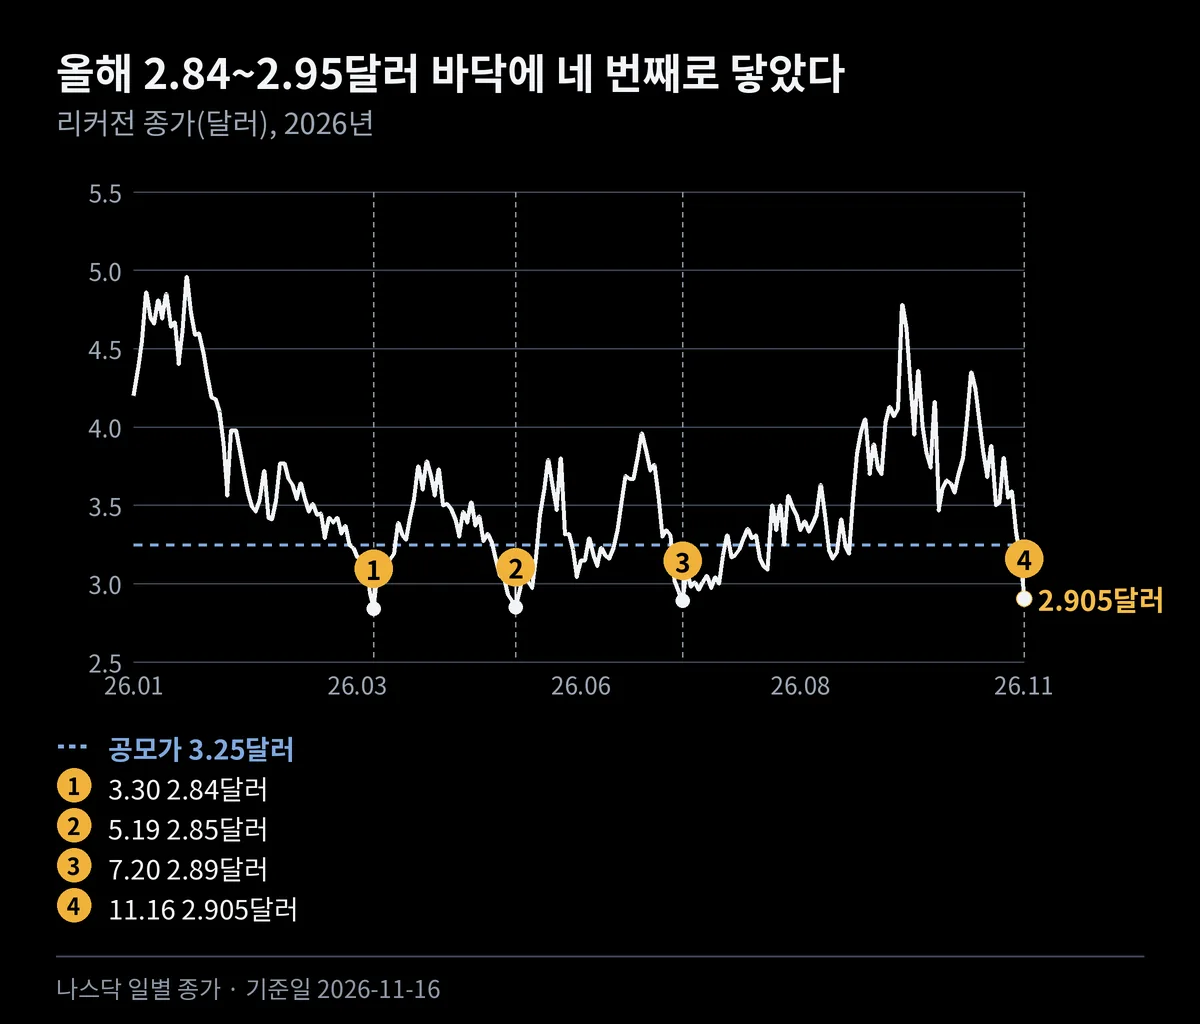 올해 2.84~2.95달러 바닥에 네 번째로 닿았다
리커전 종가(달러), 2026년
5.5
5.0
4.5
4.0
3.5
3.0
2.5
1
2
3
4
2.905달러
26.01
26.03
26.06
26.08
26.11
공모가 3.25달러
1 3.30 2.84달러
2 5.19 2.85달러
3 7.20 2.89달러
4 11.16 2.905달러
나스닥 일별 종가 · 기준일 2026-11-16